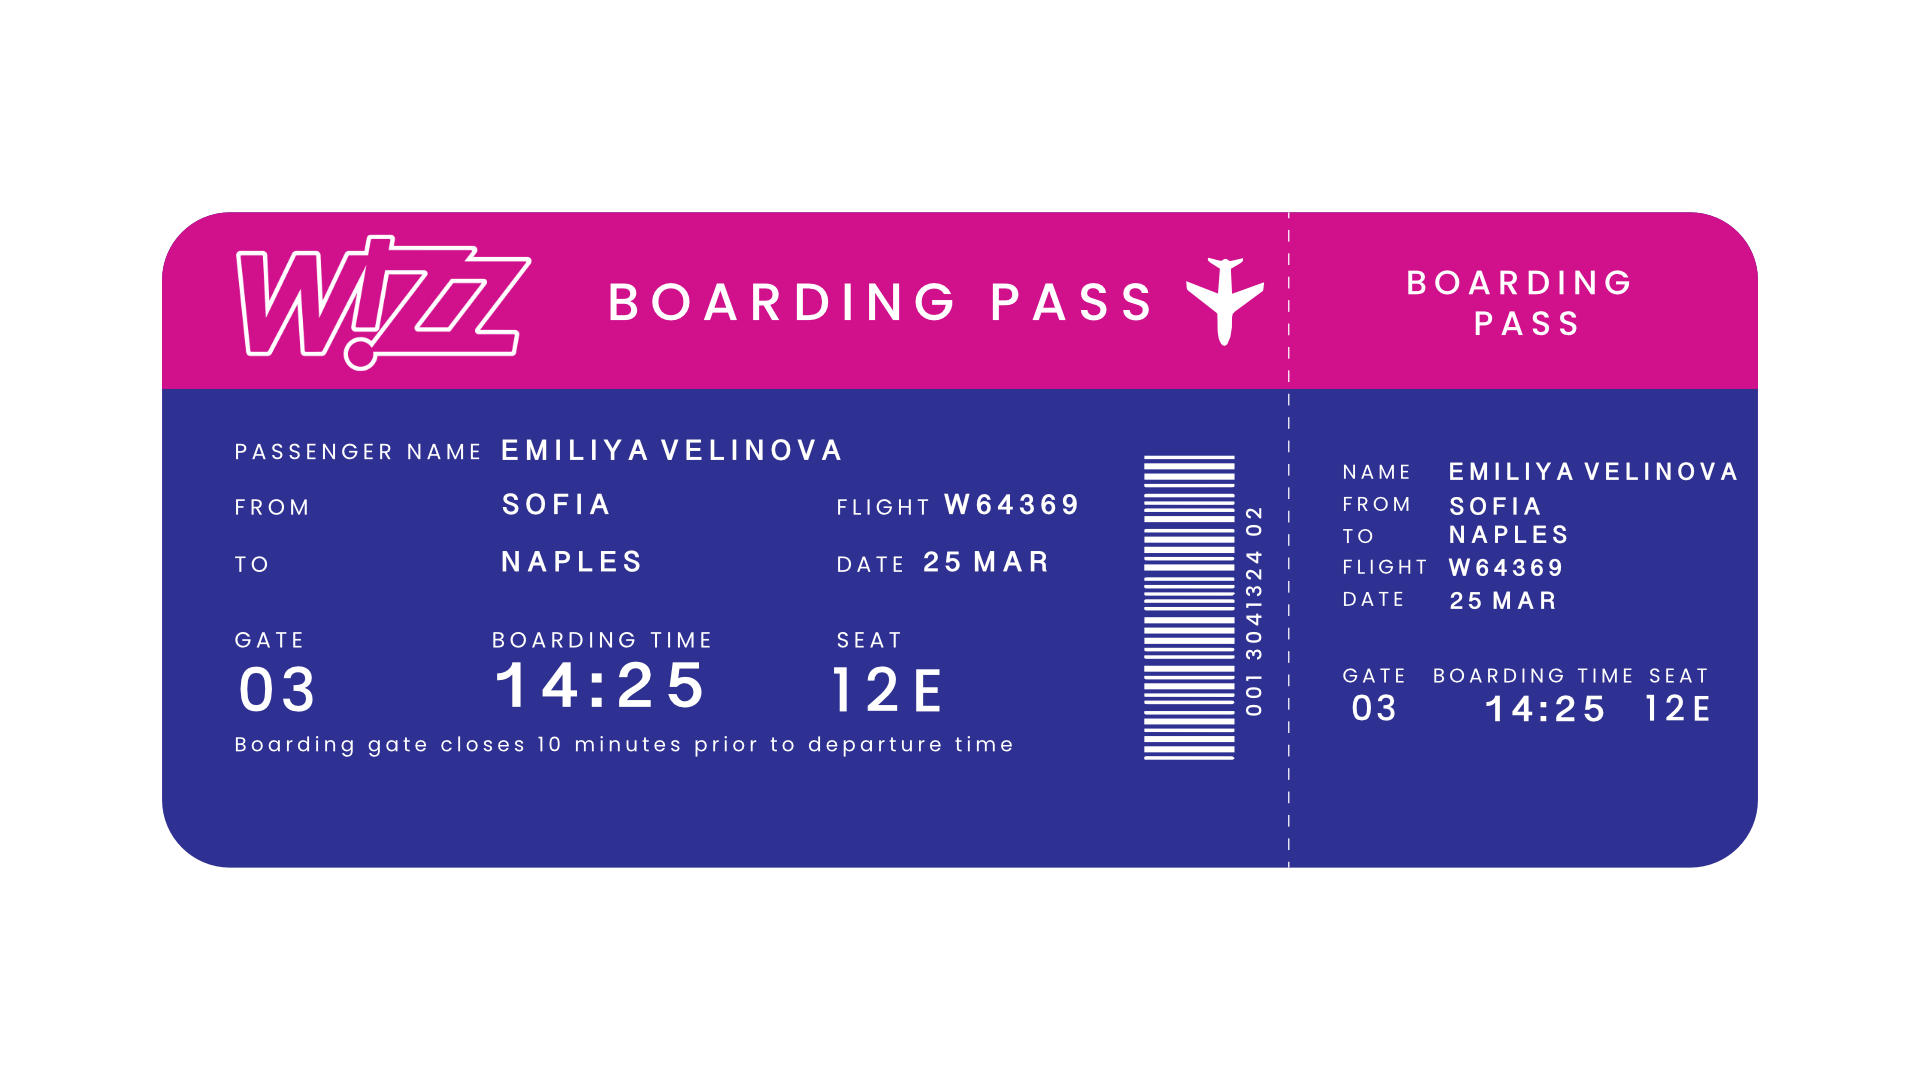 Wizz
BOARDING PASS
PASSENGER NAME EMILIYA VELINOVA
FROM SOFIA FLIGHT W64369
TO NAPLES DATE 25 MAR
GATE BOARDING TIME SEAT
03 14:25 12E
Boarding gate closes 10 minutes prior to departure time
001 3041324 02
BOARDING
PASS
NAME EMILIYA VELINOVA
FROM SOFIA
TO NAPLES
FLIGHT W64369
DATE 25 MAR
GATE BOARDING TIME SEAT
03 14:25 12E